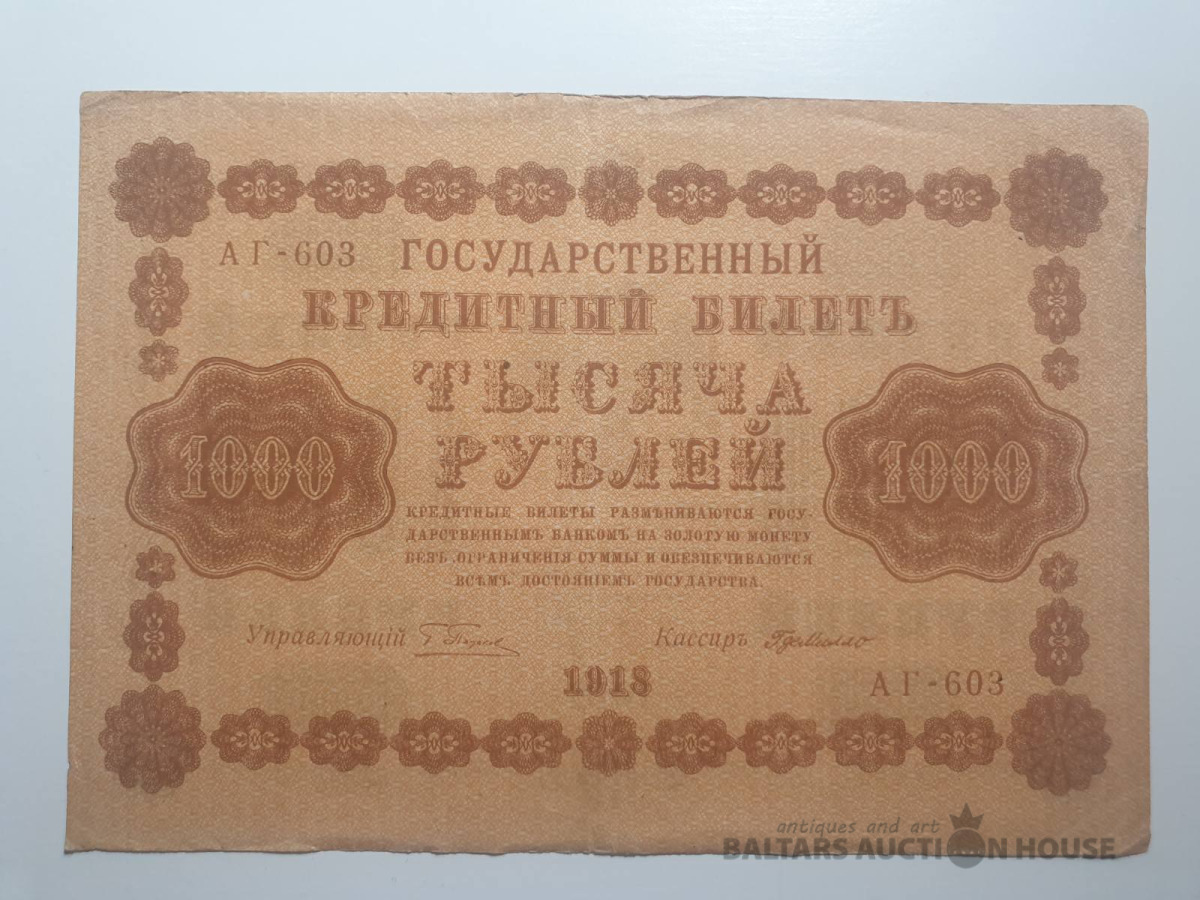 АГ-603 ГОСУДАРСТВЕННЫЙ
КРЕДИТНЫЙ БИЛЕТЪ
ТЫСЯЧА
РУБЛЕЙ
1000
1000
КРЕДИТНЫЕ БИЛЕТЫ РАЗМѢНИВАЮТСЯ ГОСУ-
ДАРСТВЕННЫМЪ БАНКОМЪ НА ЗОЛОТУЮ МОНЕТУ
БЕЗЪ ОГРАНИЧЕНІЯ СУММЫ И ОБЕЗПЕЧИВАЮТСЯ
ВСѢМЪ ДОСТОЯНІЕМЪ ГОСУДАРСТВА.
Управляющій
Кассиръ
1918
АГ-603
antiques and art
BALTARS AUCTION HOUSE